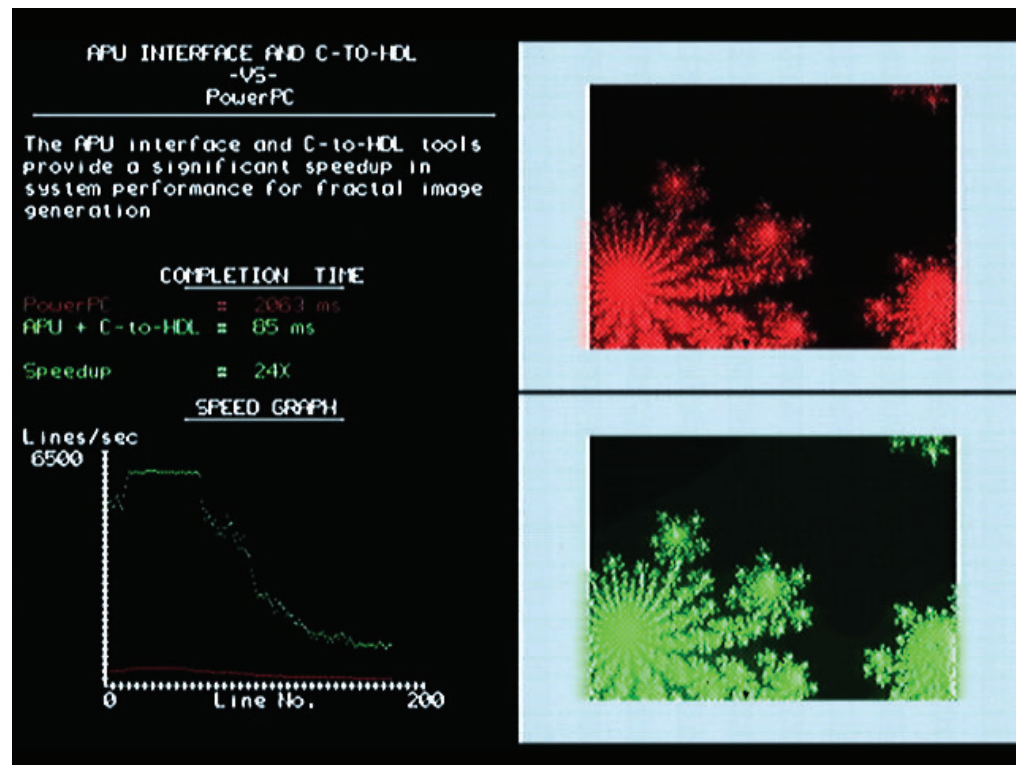 APU INTERFACE AND C-TO-HDL
-VS-
PowerPC
The APU interface and C-to-HDL tools
provide a significant speedup in
system performance for fractal image
generation
COMPLETION TIME
PowerPC = 2063 ms
APU + C-to-HDL = 85 ms
Speedup = 24X
SPEED GRAPH
Lines/sec
6500
0 Line No. 200